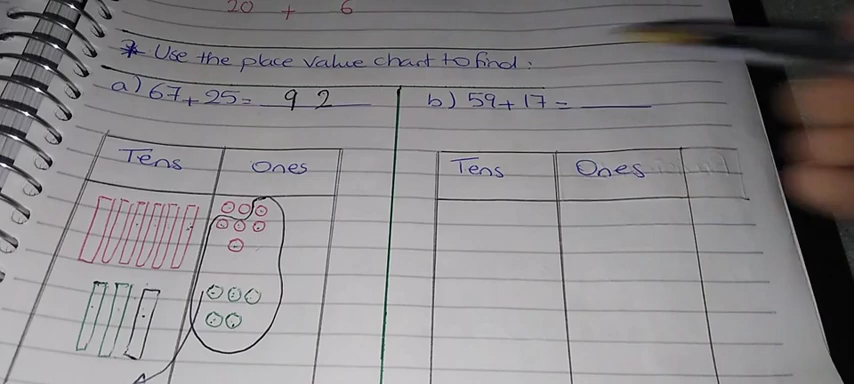 20 + 6
* Use the place value chart to find:
a) 67+25= 92
b) 59+17=
Tens Ones
Tens Ones